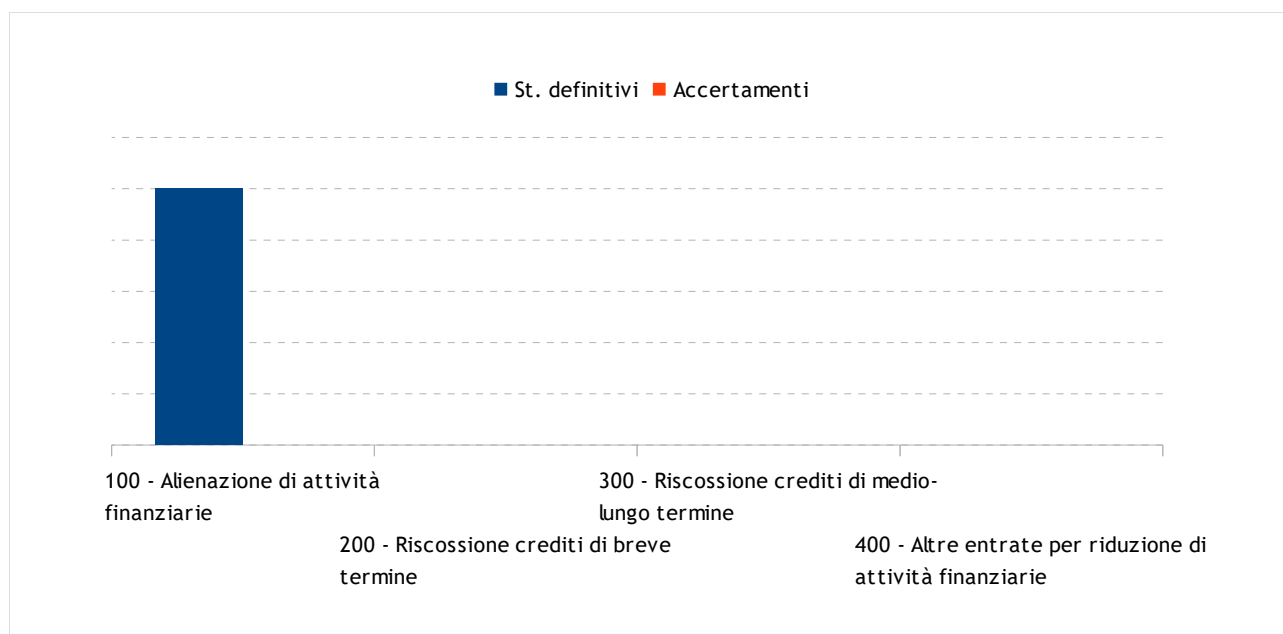 St. definitivi Accertamenti
100 - Alienazione di attività
finanziarie
200 - Riscossione crediti di breve
termine
300 - Riscossione crediti di medio-
lungo termine
400 - Altre entrate per riduzione di
attività finanziarie